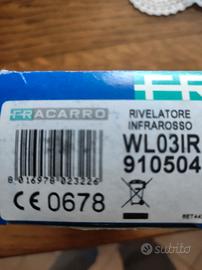 FRACARRO
RIVELATORE
INFRAROSSO
WL03IR
910504
8 016978 023226
CE 0678
subito